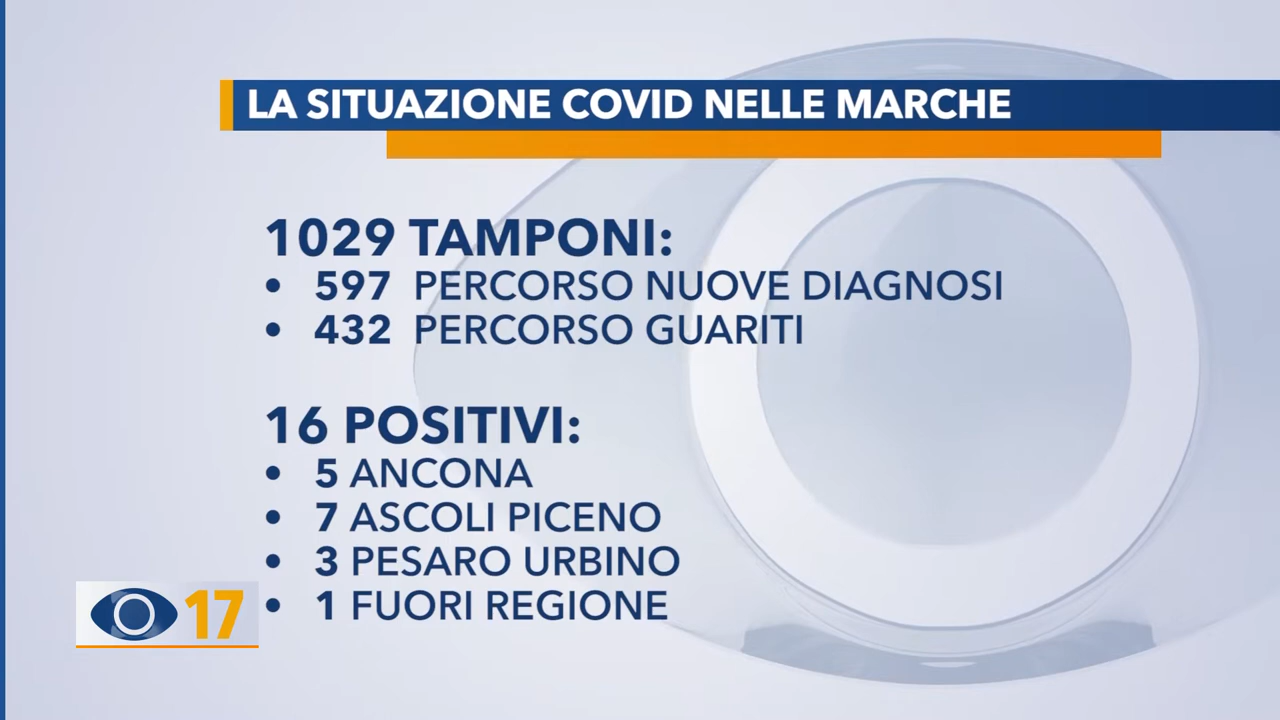 LA SITUAZIONE COVID NELLE MARCHE
1029 TAMPONI:
• 597 PERCORSO NUOVE DIAGNOSI
• 432 PERCORSO GUARITI
16 POSITIVI:
• 5 ANCONA
• 7 ASCOLI PICENO
• 3 PESARO URBINO
• 1 FUORI REGIONE
17